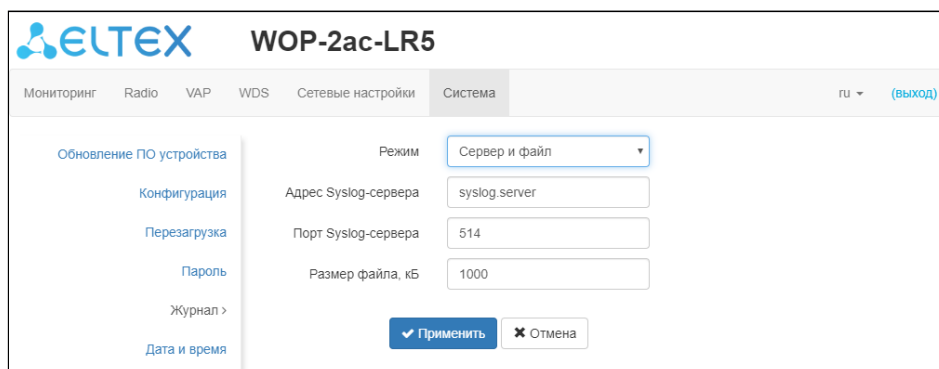 ELTEX WOP-2ac-LR5
Мониторинг Radio VAP WDS Сетевые настройки Система ru (выход)
Обновление ПО устройства
Конфигурация
Перезагрузка
Пароль
Журнал >
Дата и время
Режим Сервер и файл
Адрес Syslog-сервера syslog.server
Порт Syslog-сервера 514
Размер файла, кБ 1000
Применить Отмена